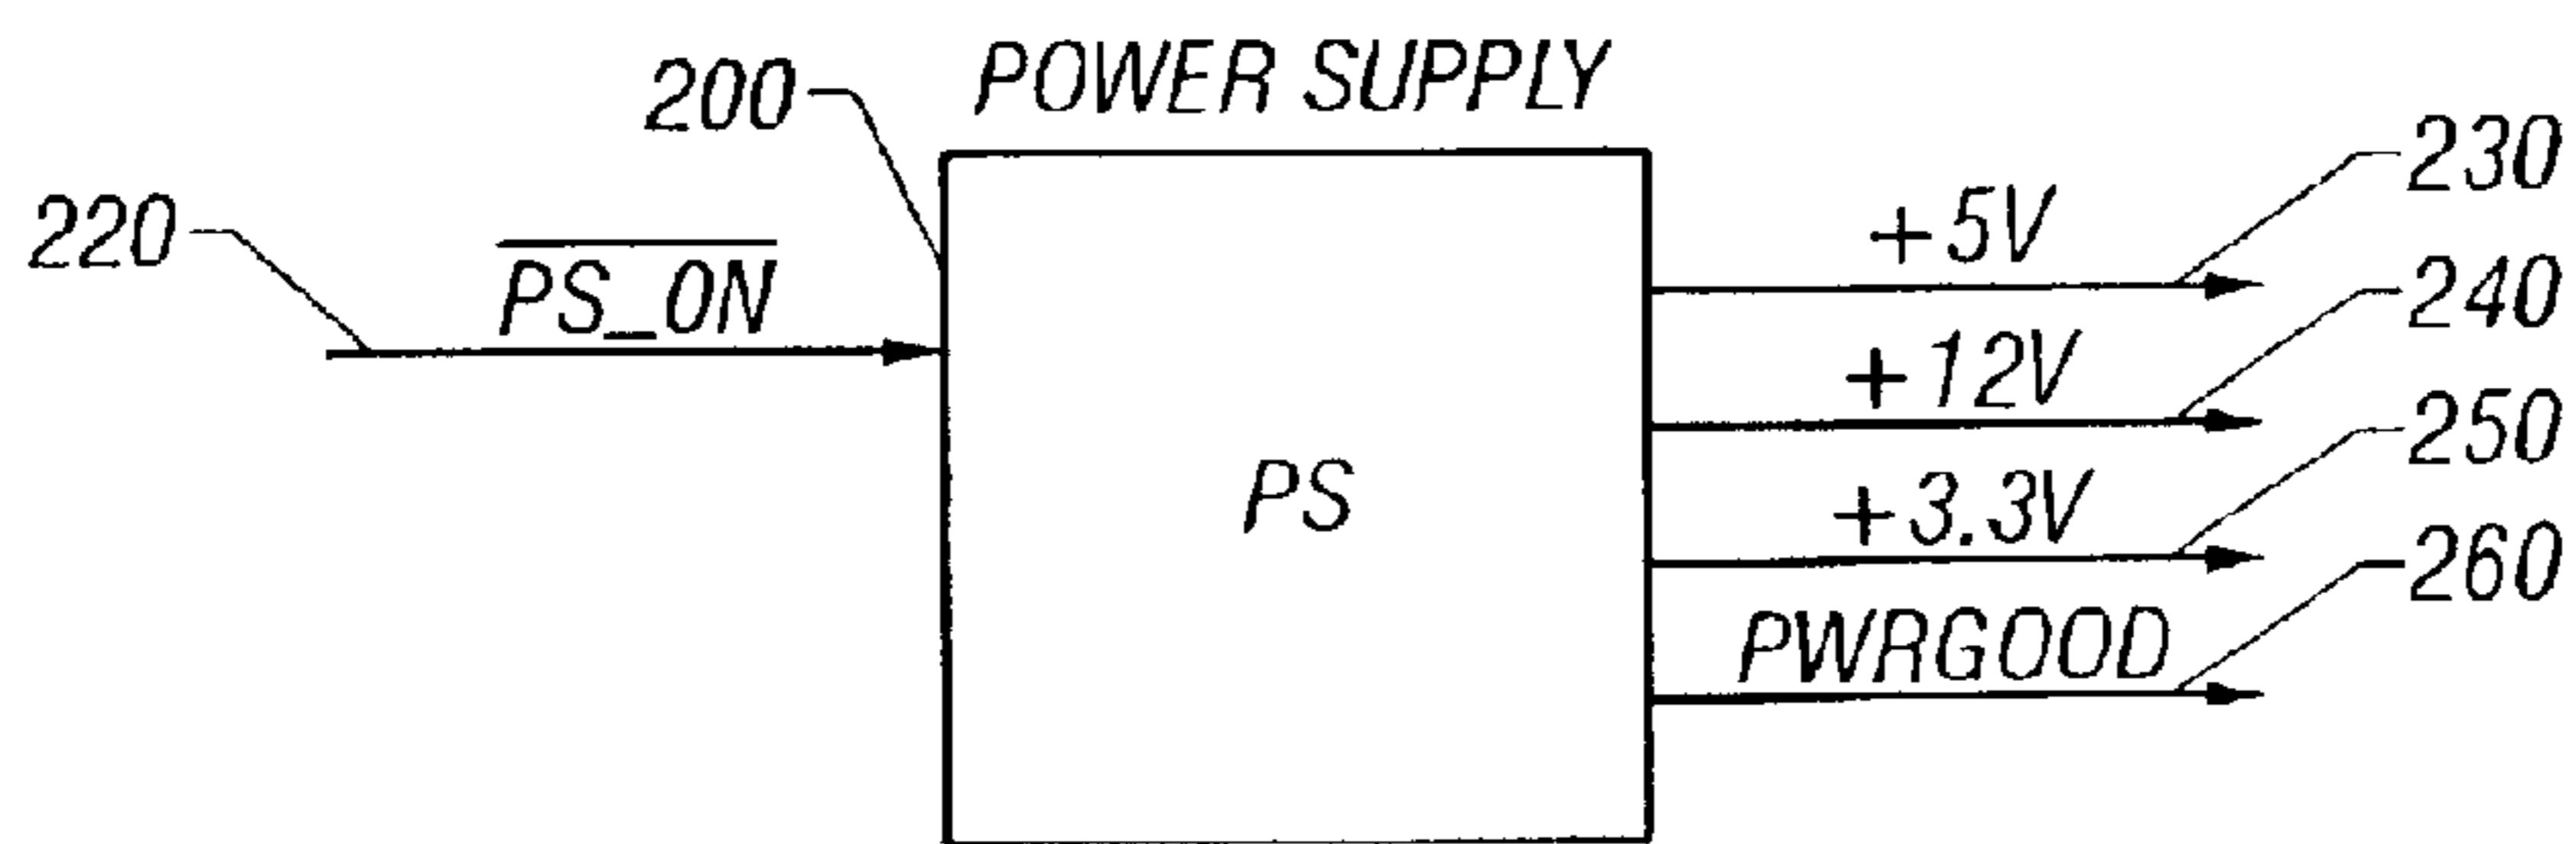 POWER SUPPLY
200
230
220
+5V
PS_ON
240
+12V
250
PS
+3.3V
260
PWRGOOD